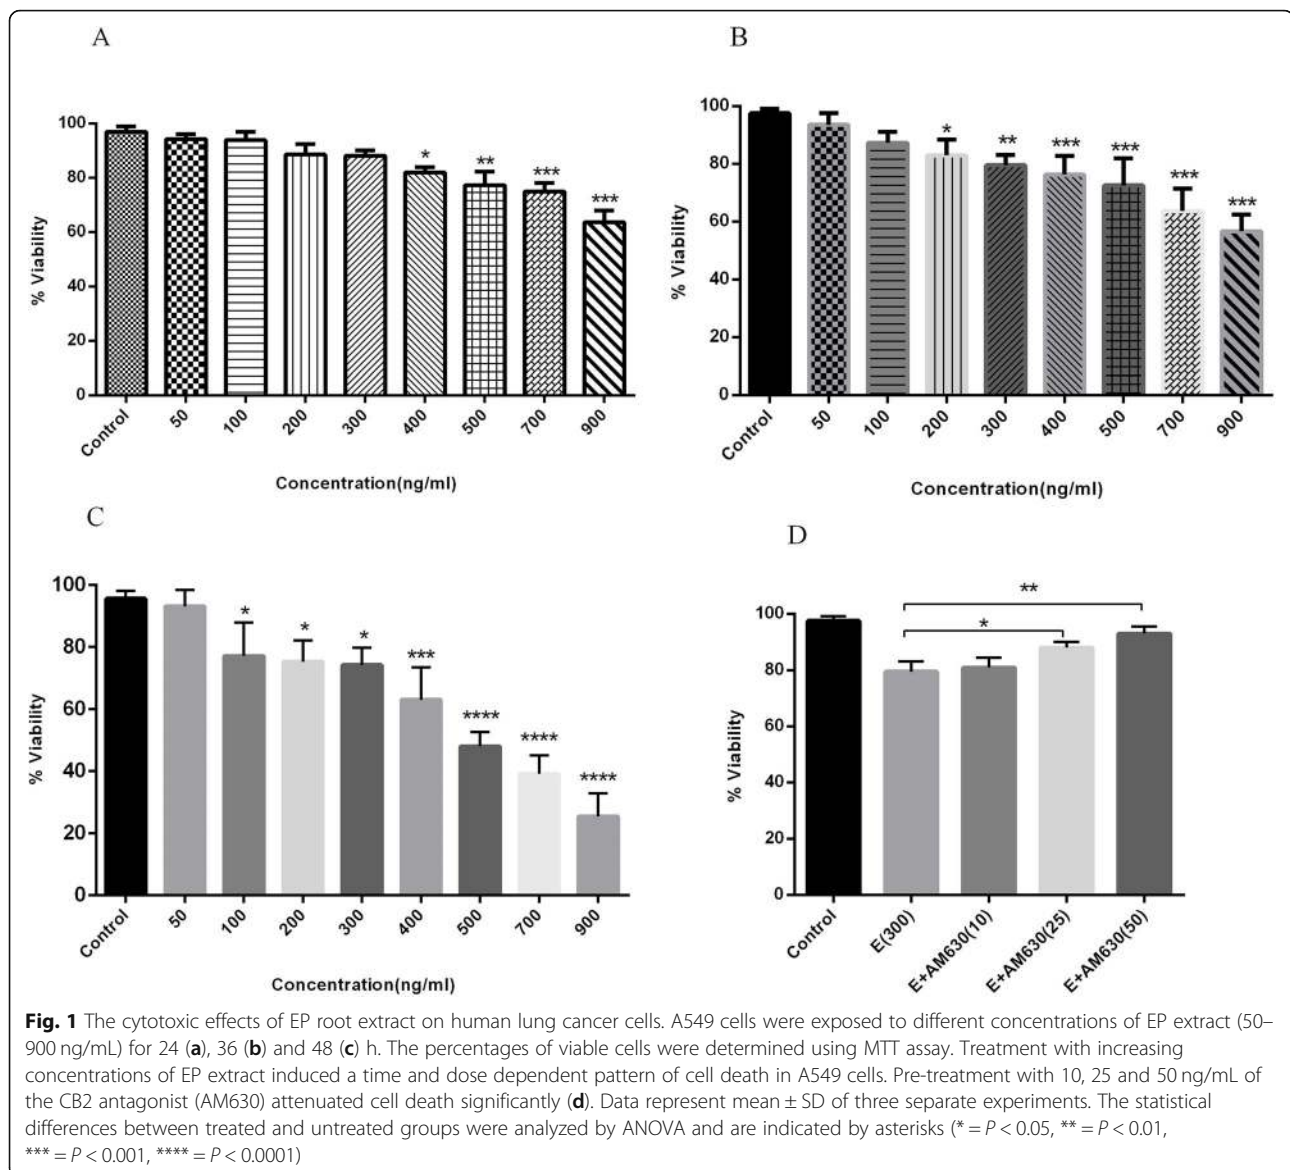 A
% Viability
100
80
60
40
20
0
* ** *** ***
Control 50 100 200 300 400 500 700 900
Concentration(ng/ml)
B
% Viability
100
80
60
40
20
0
* ** *** *** *** ***
Control 50 100 200 300 400 500 700 900
Concentration(ng/ml)
C
% Viability
100
80
60
40
20
0
* * * *** **** **** ****
Control 50 100 200 300 400 500 700 900
Concentration(ng/ml)
D
% Viability
100
80
60
40
20
0
**
*
Control E(300) E+AM630(10) E+AM630(25) E+AM630(50)
Fig. 1 The cytotoxic effects of EP root extract on human lung cancer cells. A549 cells were exposed to different concentrations of EP extract (50–
900 ng/mL) for 24 (a), 36 (b) and 48 (c) h. The percentages of viable cells were determined using MTT assay. Treatment with increasing
concentrations of EP extract induced a time and dose dependent pattern of cell death in A549 cells. Pre-treatment with 10, 25 and 50 ng/mL of
the CB2 antagonist (AM630) attenuated cell death significantly (d). Data represent mean ± SD of three separate experiments. The statistical
differences between treated and untreated groups were analyzed by ANOVA and are indicated by asterisks (* = P < 0.05, ** = P < 0.01,
*** = P < 0.001, **** = P < 0.0001)